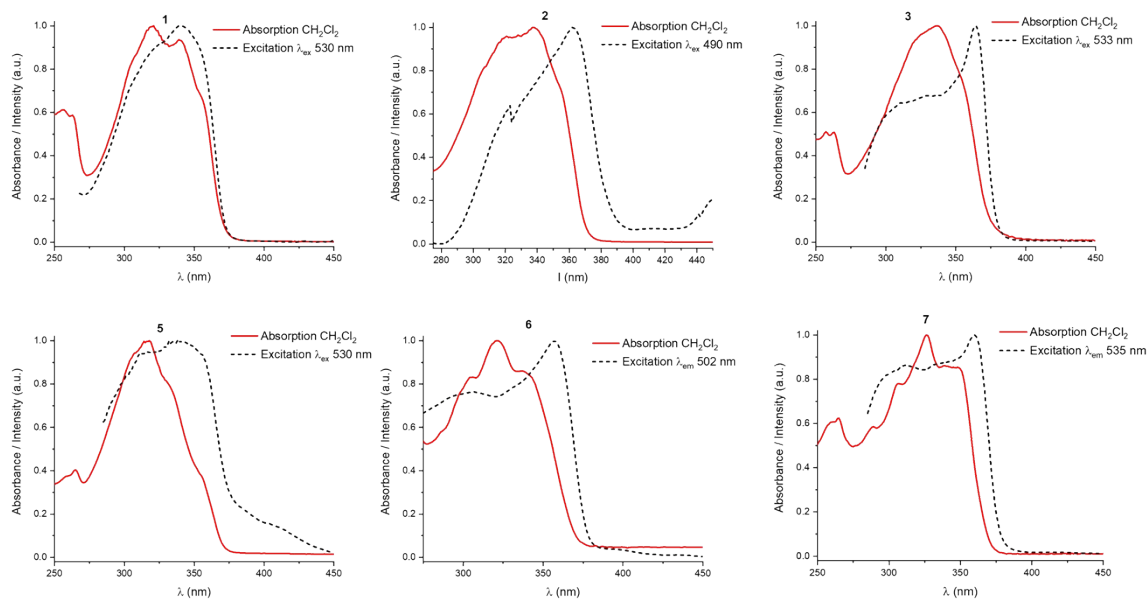 1
Absorption CH₂Cl₂
Excitation λex 530 nm
Absorbance / Intensity (a.u.)
1.0
0.8
0.6
0.4
0.2
0.0
250 300 350 400 450
λ (nm)
2
Absorption CH₂Cl₂
Excitation λex 490 nm
Absorbance / Intensity (a.u.)
1.0
0.8
0.6
0.4
0.2
0.0
280 300 320 340 360 380 400 420 440
l (nm)
3
Absorption CH₂Cl₂
Excitation λex 533 nm
Absorbance / Intensity (a.u.)
1.0
0.8
0.6
0.4
0.2
0.0
250 300 350 400 450
λ (nm)
5
Absorption CH₂Cl₂
Excitation λex 530 nm
Absorbance / Intensity (a.u.)
1.0
0.8
0.6
0.4
0.2
0.0
250 300 350 400 450
λ (nm)
6
Absorption CH₂Cl₂
Excitation λem 502 nm
Absorbance / Intensity (a.u.)
1.0
0.8
0.6
0.4
0.2
0.0
300 350 400 450
λ (nm)
7
Absorption CH₂Cl₂
Excitation λem 535 nm
Absorbance / Intensity (a.u.)
1.0
0.8
0.6
0.4
0.2
0.0
250 300 350 400 450
λ (nm)